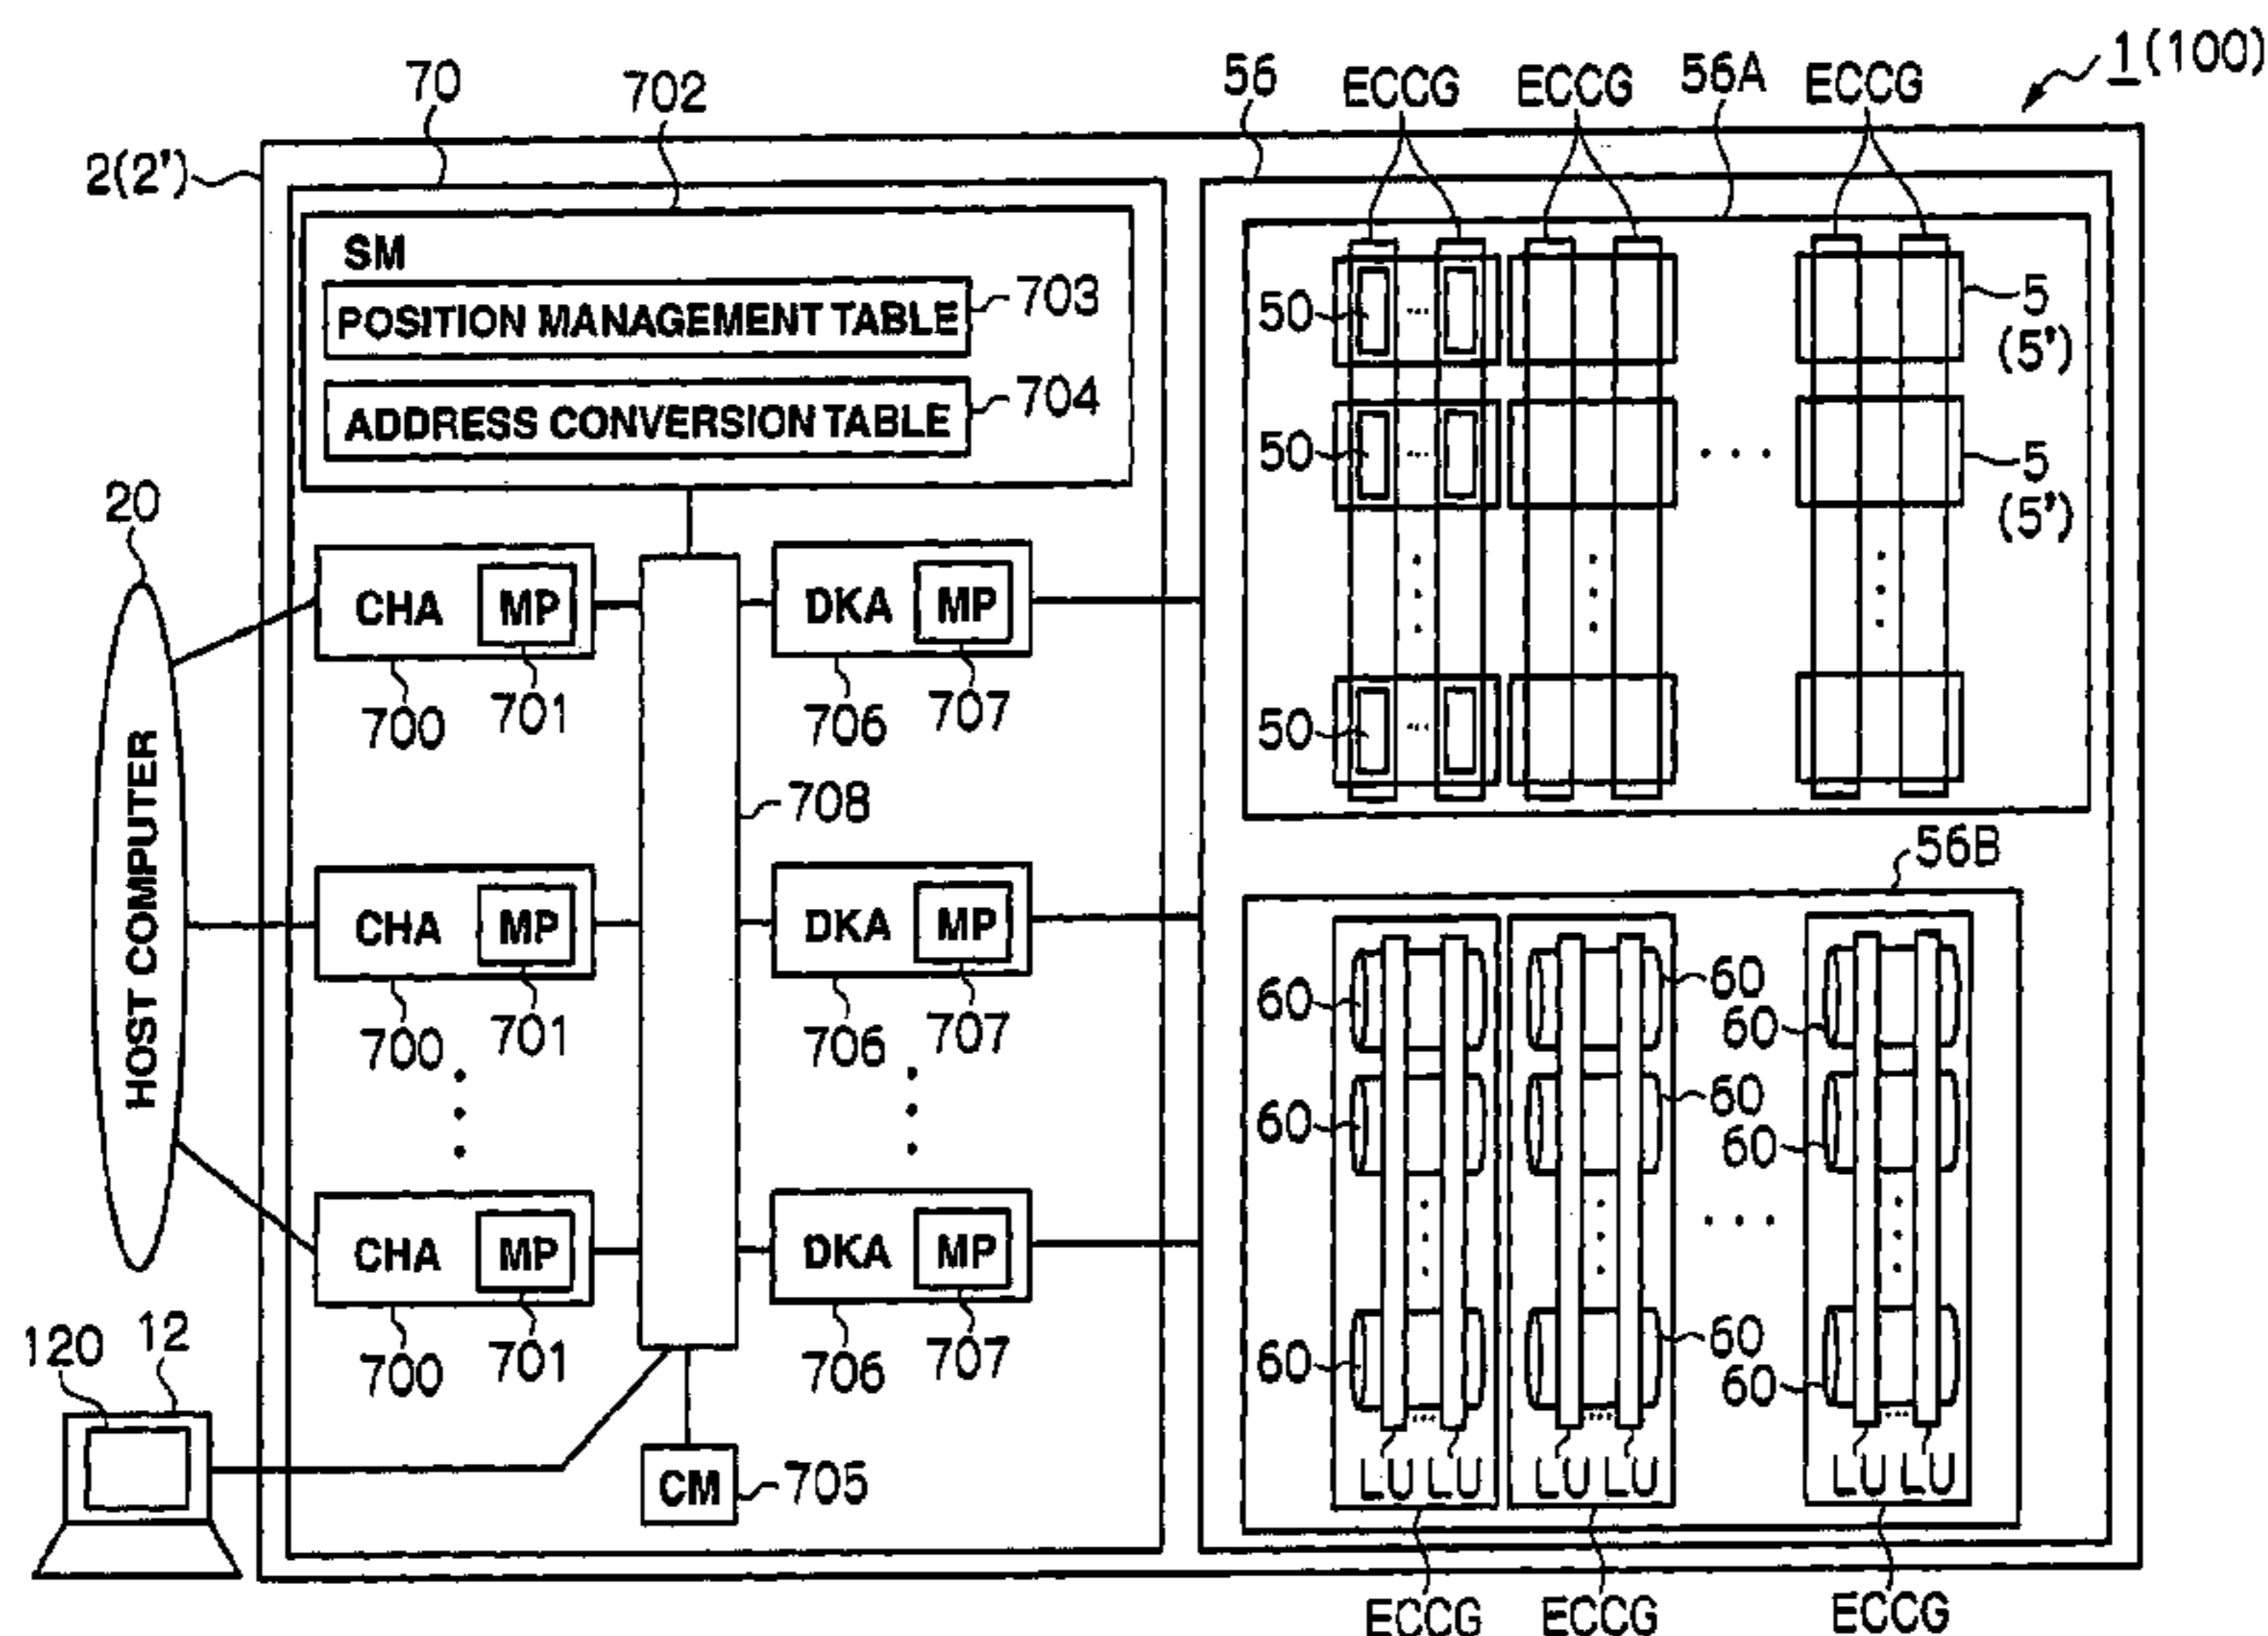 1(100)
70
702
56
ECCG
ECCG
56A
ECCG
2(2')
SM
POSITION MANAGEMENT TABLE
703
ADDRESS CONVERSION TABLE
704
50
5
(5')
50
5
(5')
50
20
HOST COMPUTER
CHA
MP
DKA
MP
700
701
706
707
708
CHA
MP
DKA
MP
700
701
706
707
CHA
MP
DKA
MP
700
701
706
707
120
12
CM
705
56B
60
60
60
60
60
60
60
60
60
LU LU
LU LU
LU LU
ECCG
ECCG
ECCG